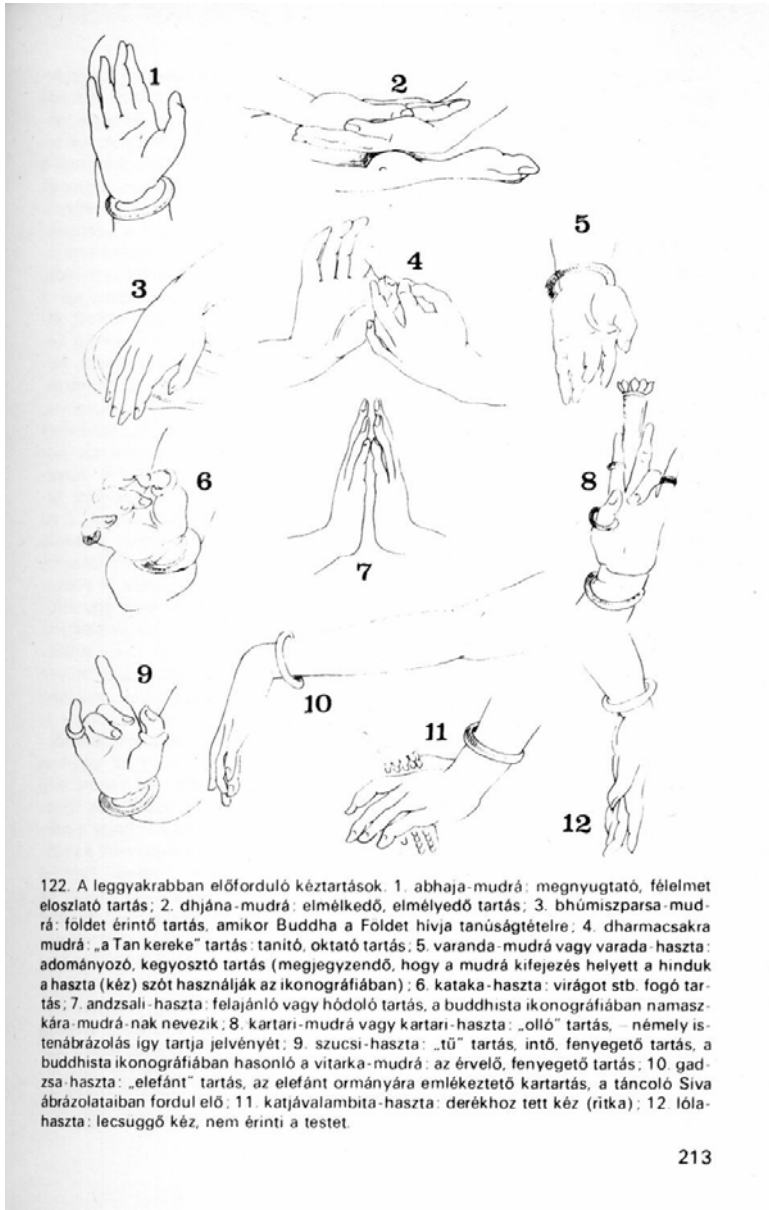 1
2
5
4
3
6
8
7
9
10
11
12
122. A leggyakrabban előforduló kéztartások. 1. abhaja-mudrá: megnyugtató, félelmet
eloszlató tartás; 2. dhjána-mudrá: elmélkedő, elmélyedő tartás; 3. bhúmiszparsa-mud-
rá: földet érintő tartás, amikor Buddha a Földet hívja tanúságtételre; 4. dharmacsakra
mudrá: „a Tan kereke” tartás: tanító, oktató tartás; 5. varanda-mudrá vagy varada-haszta:
adományozó, kegyosztó tartás (megjegyzendő, hogy a mudrá kifejezés helyett a hinduk
a haszta (kéz) szót használják az ikonográfiában); 6. kataka-haszta: virágot stb. fogó tar-
tás; 7. andzsali-haszta: felajánló vagy hódoló tartás, a buddhista ikonográfiában namasz-
kára-mudrá-nak nevezik; 8. kartari-mudrá vagy kartari-haszta: „olló” tartás, – némely is-
tenábrázolás így tartja jelvényét; 9. szucsi-haszta: „tű” tartás, intő, fenyegető tartás, a
buddhista ikonográfiában hasonló a vitarka-mudrá: az érvelő, fenyegető tartás; 10. gad-
zsa-haszta: „elefánt” tartás, az elefánt ormányára emlékeztető kartartás, a táncoló Siva
ábrázolataiban fordul elő; 11. katjávalambita-haszta: derékhoz tett kéz (ritka); 12. lóla-
haszta: lecsüggő kéz, nem érinti a testet.
213